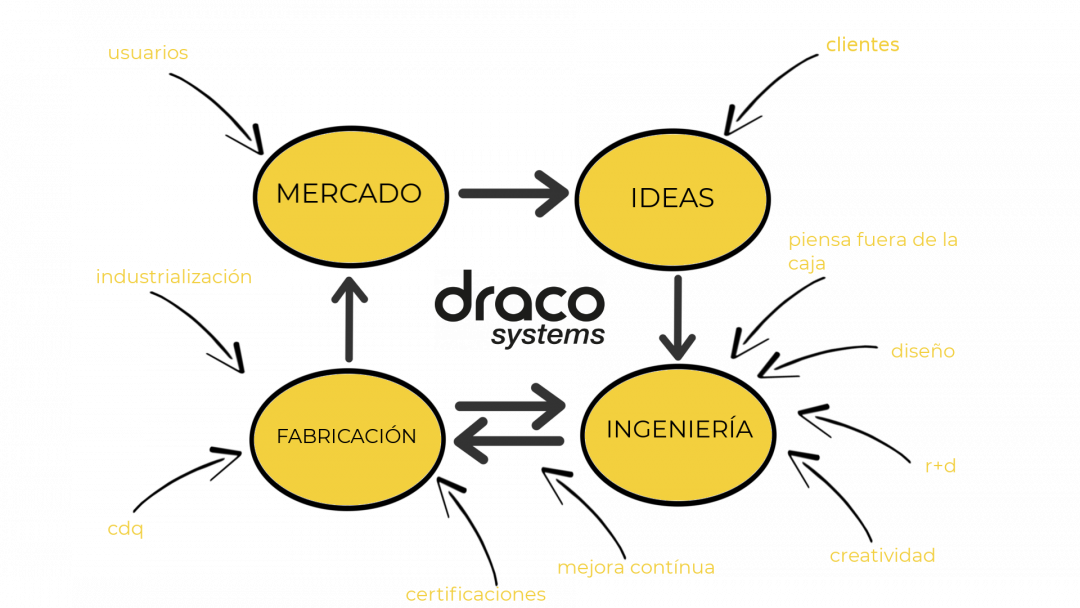 usuarios
clientes
MERCADO
IDEAS
piensa fuera de la
caja
industrialización
draco
systems
diseño
FABRICACIÓN
INGENIERÍA
r+d
cdq
creatividad
mejora contínua
certificaciones